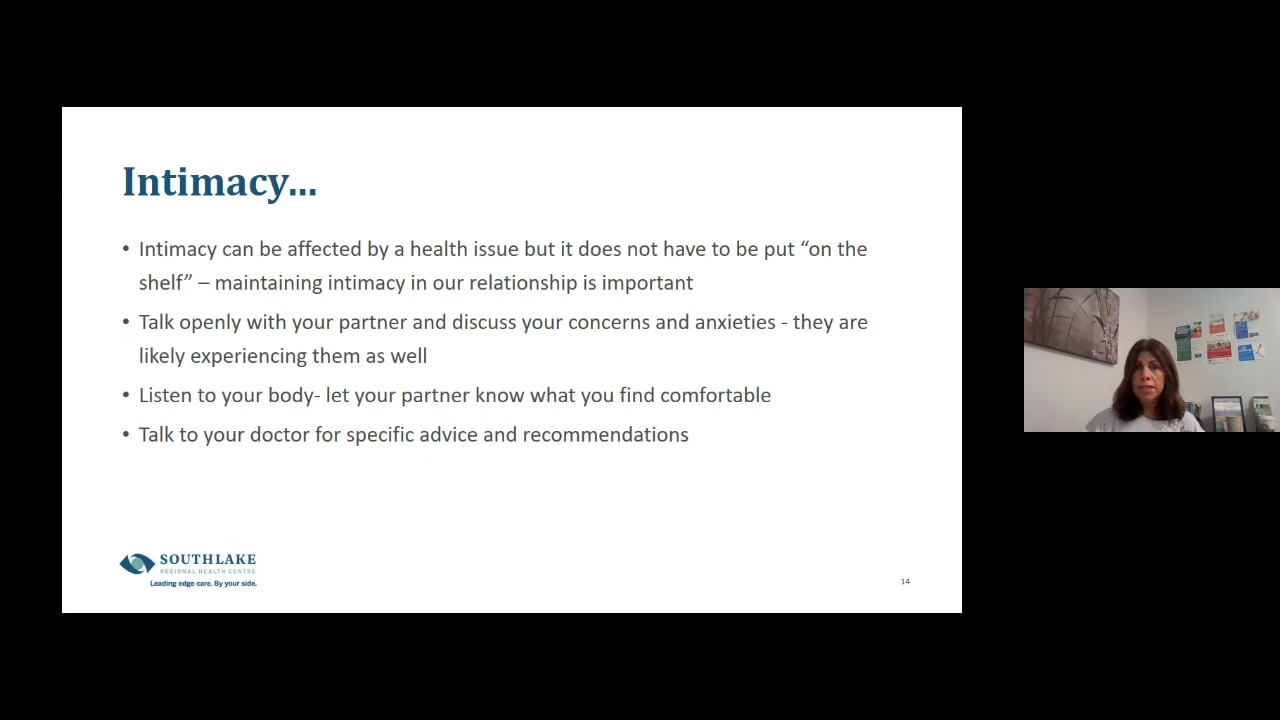 Intimacy...
• Intimacy can be affected by a health issue but it does not have to be put “on the
shelf” – maintaining intimacy in our relationship is important
• Talk openly with your partner and discuss your concerns and anxieties - they are
likely experiencing them as well
• Listen to your body- let your partner know what you find comfortable
• Talk to your doctor for specific advice and recommendations
SOUTHLAKE
REGIONAL HEALTH CENTRE
Leading edge care. By your side.
14